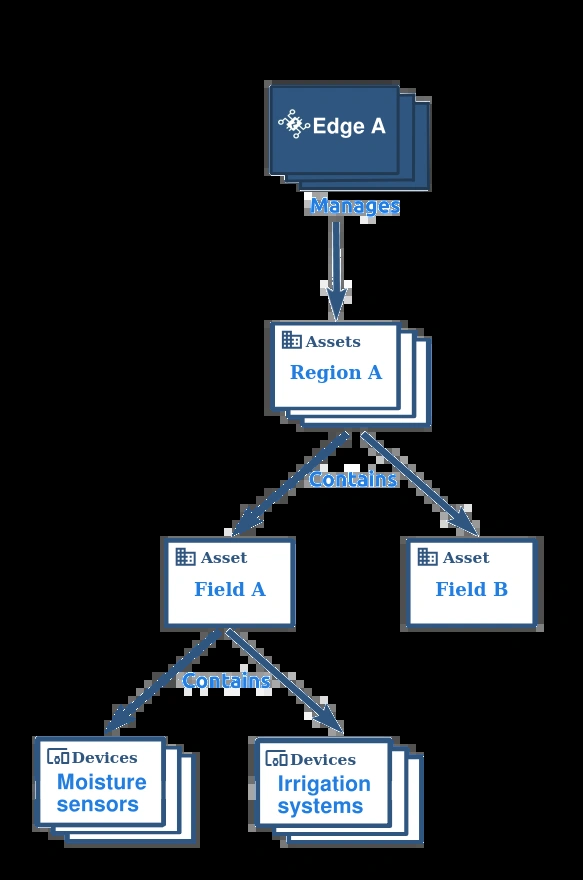 Edge A
Manages
Assets
Region A
Contains
Asset
Field A
Asset
Field B
Contains
Devices
Moisture
sensors
Devices
Irrigation
systems